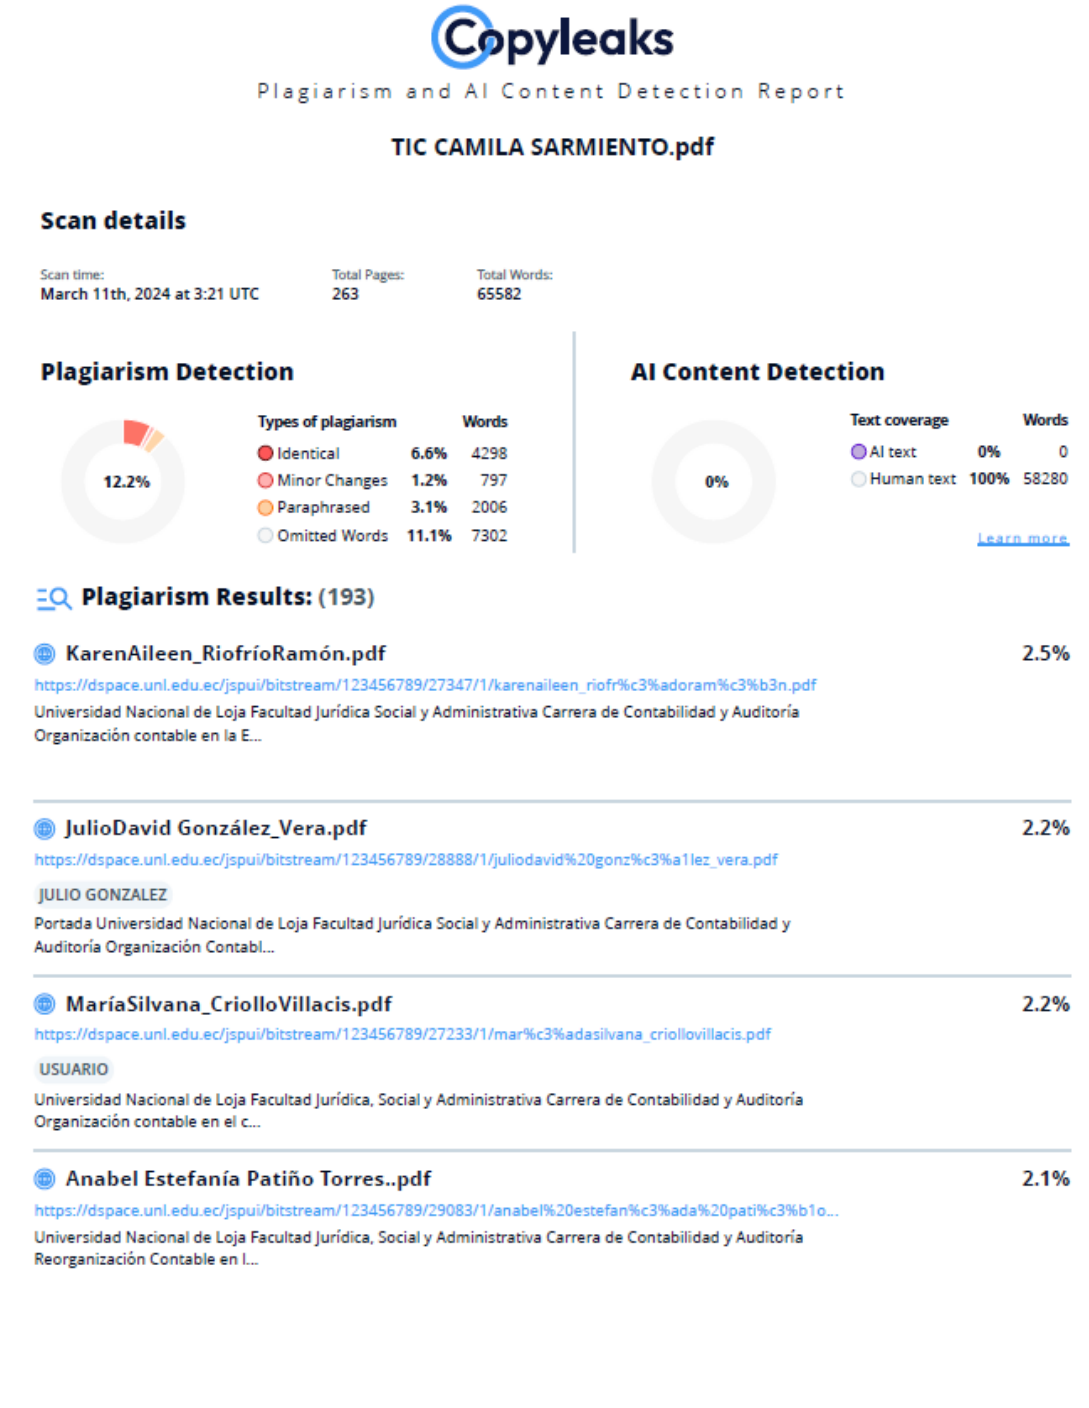 Copyleaks
Plagiarism and AI Content Detection Report
TIC CAMILA SARMIENTO.pdf
Scan details
Scan time: Total Pages: Total Words:
March 11th, 2024 at 3:21 UTC 263 65582
Plagiarism Detection
12.2%
Types of plagiarism Words
Identical 6.6% 4298
Minor Changes 1.2% 797
Paraphrased 3.1% 2006
Omitted Words 11.1% 7302
AI Content Detection
0%
Text coverage Words
AI text 0% 0
Human text 100% 58280
Learn more
Plagiarism Results: (193)
KarenAileen_RiofríoRamón.pdf 2.5%
https://dspace.unl.edu.ec/jspui/bitstream/123456789/27347/1/karenaileen_riofr%c3%adoram%c3%b3n.pdf
Universidad Nacional de Loja Facultad Jurídica Social y Administrativa Carrera de Contabilidad y Auditoría
Organización contable en la E...
JulioDavid González_Vera.pdf 2.2%
https://dspace.unl.edu.ec/jspui/bitstream/123456789/28888/1/juliodavid%20gonz%c3%a1lez_vera.pdf
JULIO GONZALEZ
Portada Universidad Nacional de Loja Facultad Jurídica Social y Administrativa Carrera de Contabilidad y
Auditoría Organización Contabl...
MaríaSilvana_CriolloVillacis.pdf 2.2%
https://dspace.unl.edu.ec/jspui/bitstream/123456789/27233/1/mar%c3%adasilvana_criollovillacis.pdf
USUARIO
Universidad Nacional de Loja Facultad Jurídica, Social y Administrativa Carrera de Contabilidad y Auditoría
Organización contable en el c...
Anabel Estefanía Patiño Torres..pdf 2.1%
https://dspace.unl.edu.ec/jspui/bitstream/123456789/29083/1/anabel%20estefan%c3%ada%20pati%c3%b1o...
Universidad Nacional de Loja Facultad Jurídica, Social y Administrativa Carrera de Contabilidad y Auditoría
Reorganización Contable en l...